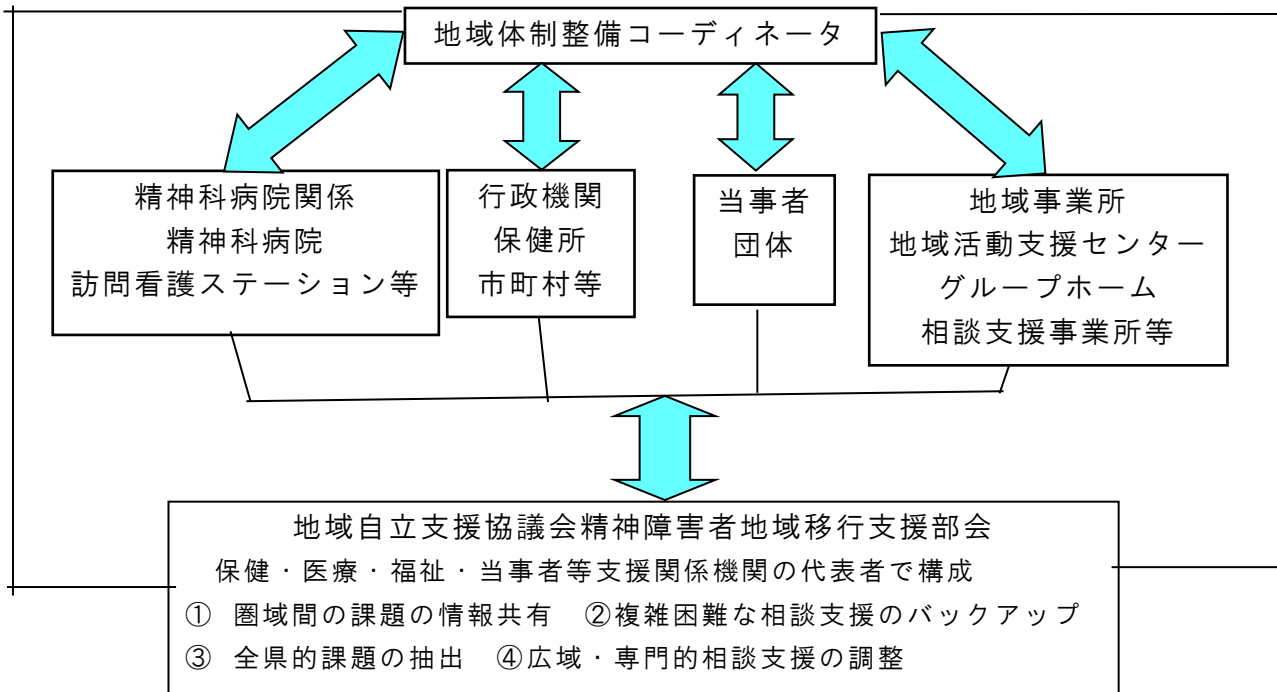 地域体制整備コーディネータ
精神科病院関係
精神科病院
訪問看護ステーション等
行政機関
保健所
市町村等
当事者
団体
地域事業所
地域活動支援センター
グループホーム
相談支援事業所等
地域自立支援協議会精神障害者地域移行支援部会
保健・医療・福祉・当事者等支援関係機関の代表者で構成
① 圏域間の課題の情報共有 ②複雑困難な相談支援のバックアップ
③ 全県的課題の抽出 ④広域・専門的相談支援の調整